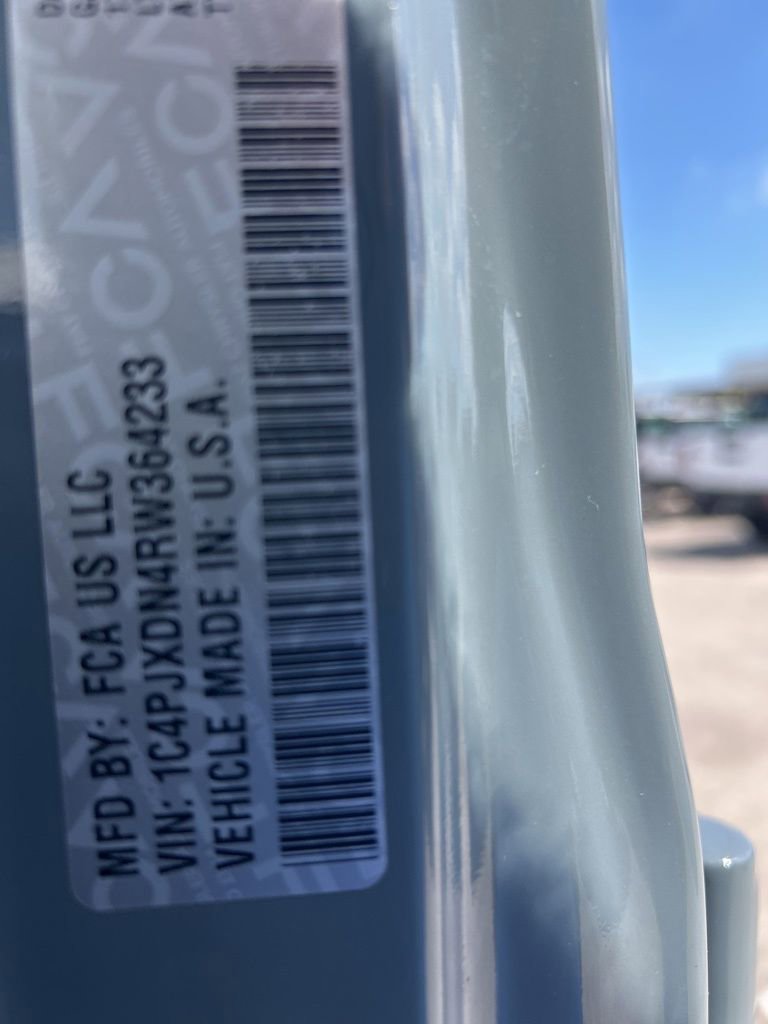 MFD BY: FCA US LLC
VIN: 1C4PJXDN4RW364233
VEHICLE MADE IN: U.S.A.